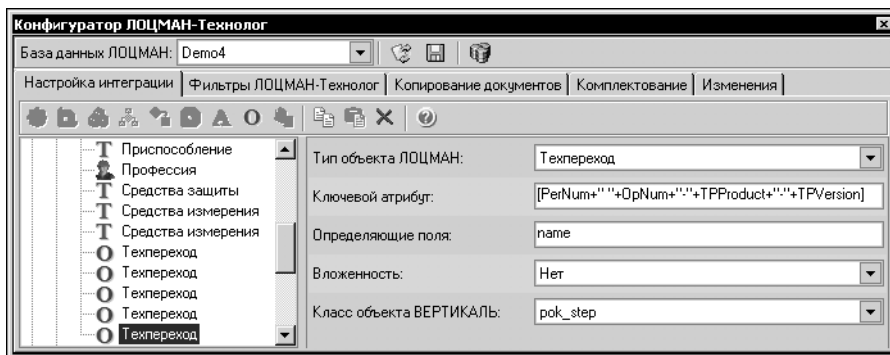 Конфигуратор ЛОЦМАН-Технолог
База данных ЛОЦМАН: Demo4
Настройка интеграции Фильтры ЛОЦМАН-Технолог Копирование документов Комплектование Изменения
Приспособление
Профессия
Средства защиты
Средства измерения
Средства измерения
Техпереход
Техпереход
Техпереход
Техпереход
Техпереход
Тип объекта ЛОЦМАН: Техпереход
Ключевой атрибут: [PerNum+" "+OpNum+"-"+TPProduct+"-"+TPVersion]
Определяющие поля: name
Вложенность: Нет
Класс объекта ВЕРТИКАЛЬ: pok_step